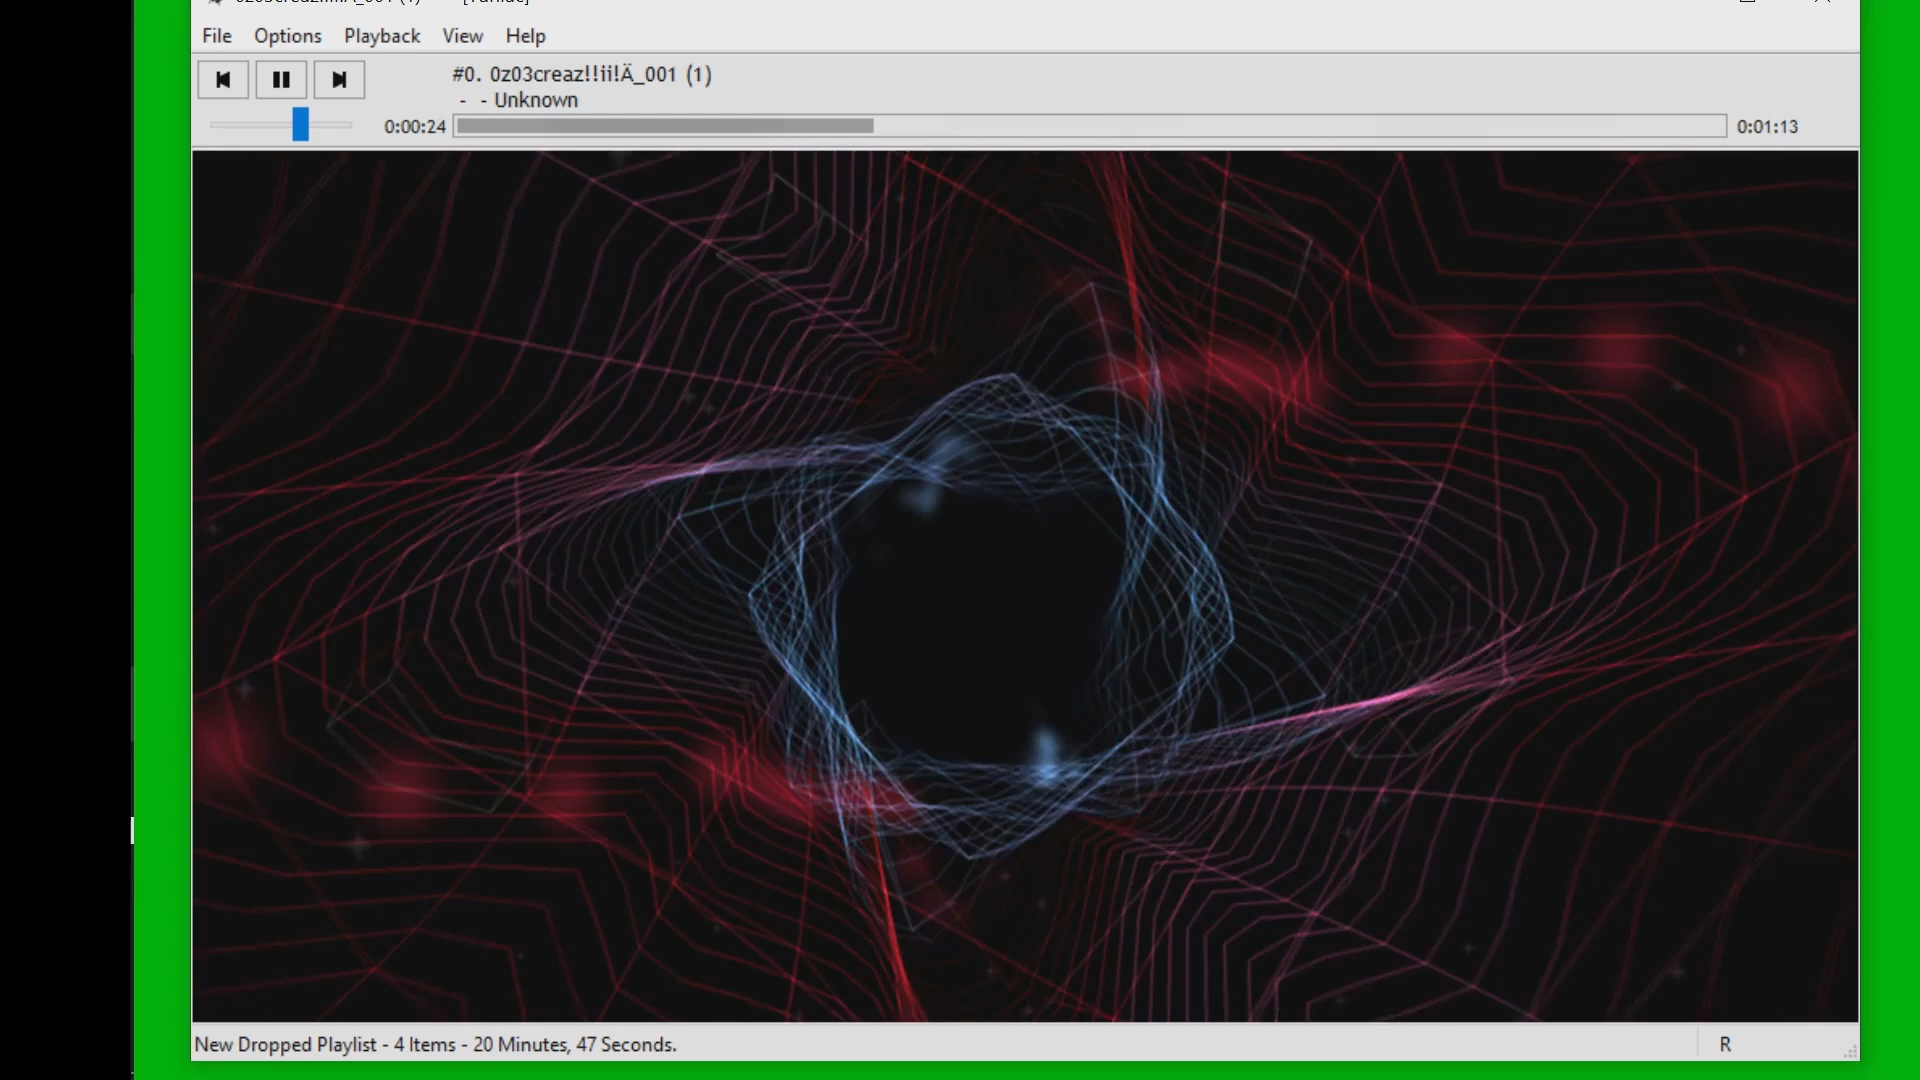 File Options Playback View Help
#0. 0z03creaz!!ii!Ä_001 (1)
- - Unknown
0:00:24
0:01:13
New Dropped Playlist - 4 Items - 20 Minutes, 47 Seconds.
R